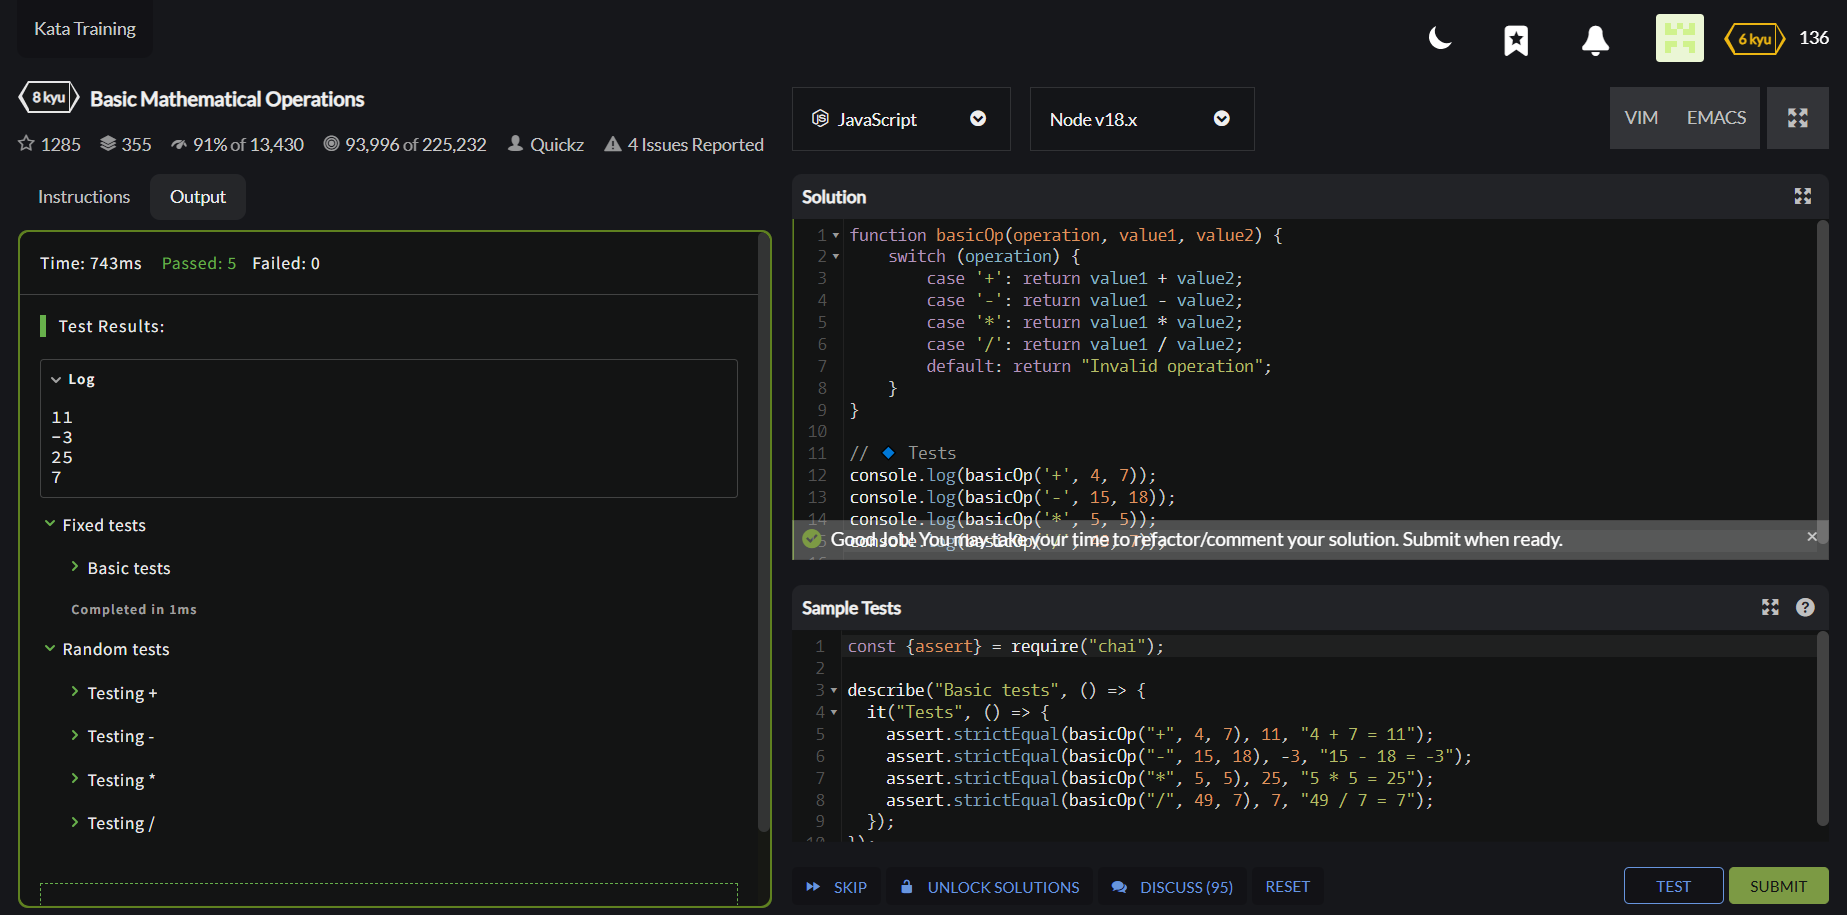 Kata Training
6 kyu 136
8 kyu Basic Mathematical Operations
1285 355 91% of 13,430 93,996 of 225,232 Quickz 4 Issues Reported
JavaScript
Node v18.x
VIM EMACS
Instructions Output
Time: 743ms Passed: 5 Failed: 0
Test Results:
Log
11
-3
25
7
Fixed tests
Basic tests
Completed in 1ms
Random tests
Testing +
Testing -
Testing *
Testing /
Solution
1 function basicOp(operation, value1, value2) {
2 switch (operation) {
3 case '+': return value1 + value2;
4 case '-': return value1 - value2;
5 case '*': return value1 * value2;
6 case '/': return value1 / value2;
7 default: return "Invalid operation";
8 }
9 }
10
11 // 🔹 Tests
12 console.log(basicOp('+', 4, 7));
13 console.log(basicOp('-', 15, 18));
14 console.log(basicOp('*', 5, 5));
Good Job! You may take your time to refactor/comment your solution. Submit when ready.
Sample Tests
1 const {assert} = require("chai");
2
3 describe("Basic tests", () => {
4 it("Tests", () => {
5 assert.strictEqual(basicOp("+", 4, 7), 11, "4 + 7 = 11");
6 assert.strictEqual(basicOp("-", 15, 18), -3, "15 - 18 = -3");
7 assert.strictEqual(basicOp("*", 5, 5), 25, "5 * 5 = 25");
8 assert.strictEqual(basicOp("/", 49, 7), 7, "49 / 7 = 7");
9 });
SKIP UNLOCK SOLUTIONS DISCUSS (95) RESET TEST SUBMIT